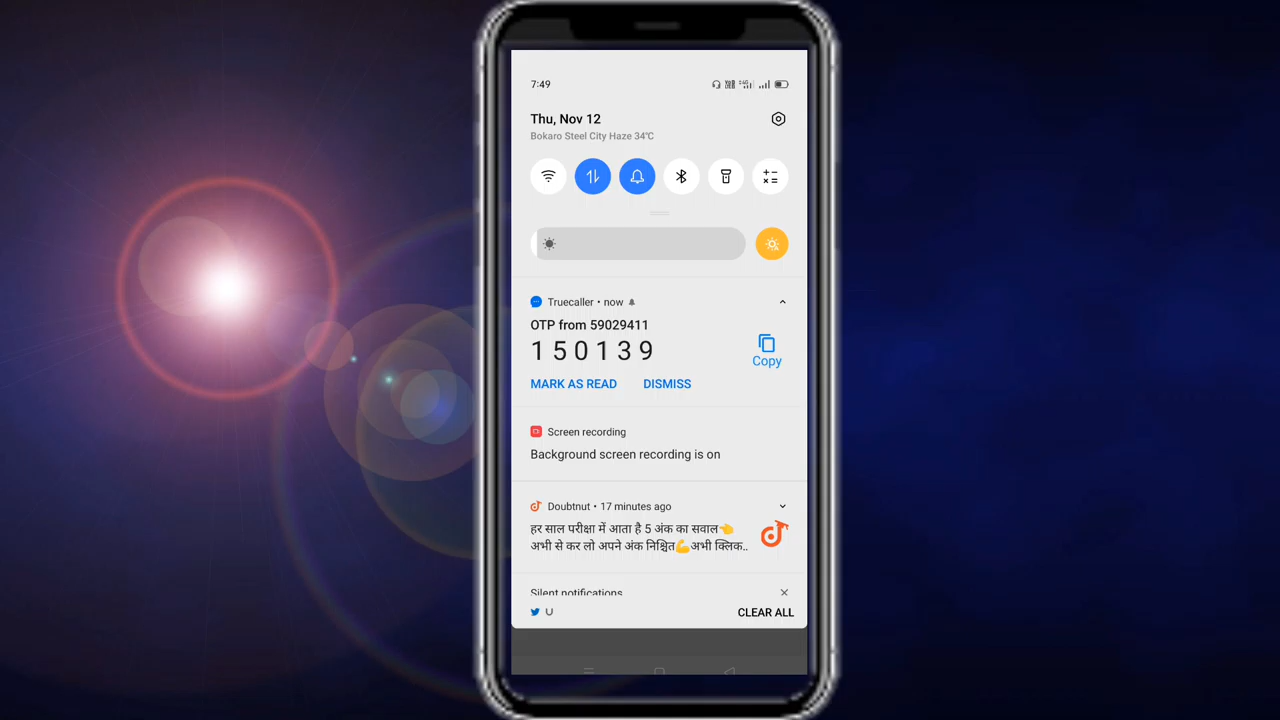 7:49
Thu, Nov 12
Bokaro Steel City Haze 34°C
Truecaller • now
OTP from 59029411
1 5 0 1 3 9
Copy
MARK AS READ DISMISS
Screen recording
Background screen recording is on
Doubtnut • 17 minutes ago
हर साल परीक्षा में आता है 5 अंक का सवाल👈
अभी से कर लो अपने अंक निश्चित💪अभी क्लिक..
Silent notifications
CLEAR ALL